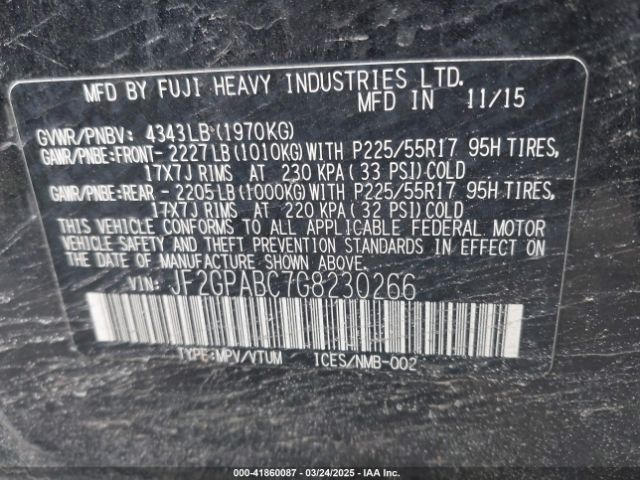 MFD BY FUJI HEAVY INDUSTRIES LTD.
MFD IN 11/15
GVWR/PNBV: 4343LB (1970KG)
GAWR/PNBE:FRONT- 2227LB(1010KG) WITH P225/55R17 95H TIRES,
17X7J RIMS AT 230 KPA( 33 PSI)COLD
GAWR/PNBE:REAR - 2205LB(1000KG) WITH P225/55R17 95H TIRES,
17X7J RIMS AT 220 KPA( 32 PSI)COLD
THIS VEHICLE CONFORMS TO ALL APPLICABLE FEDERAL MOTOR
VEHICLE SAFETY AND THEFT PREVENTION STANDARDS IN EFFECT ON
THE DATE OF MANUFACTURE SHOWN ABOVE.
VIN: JF2GPABC7G8230266
TYPE:MPV/VTUM ICES/NMB-002
000-41860087 - 03/24/2025 - IAA Inc.